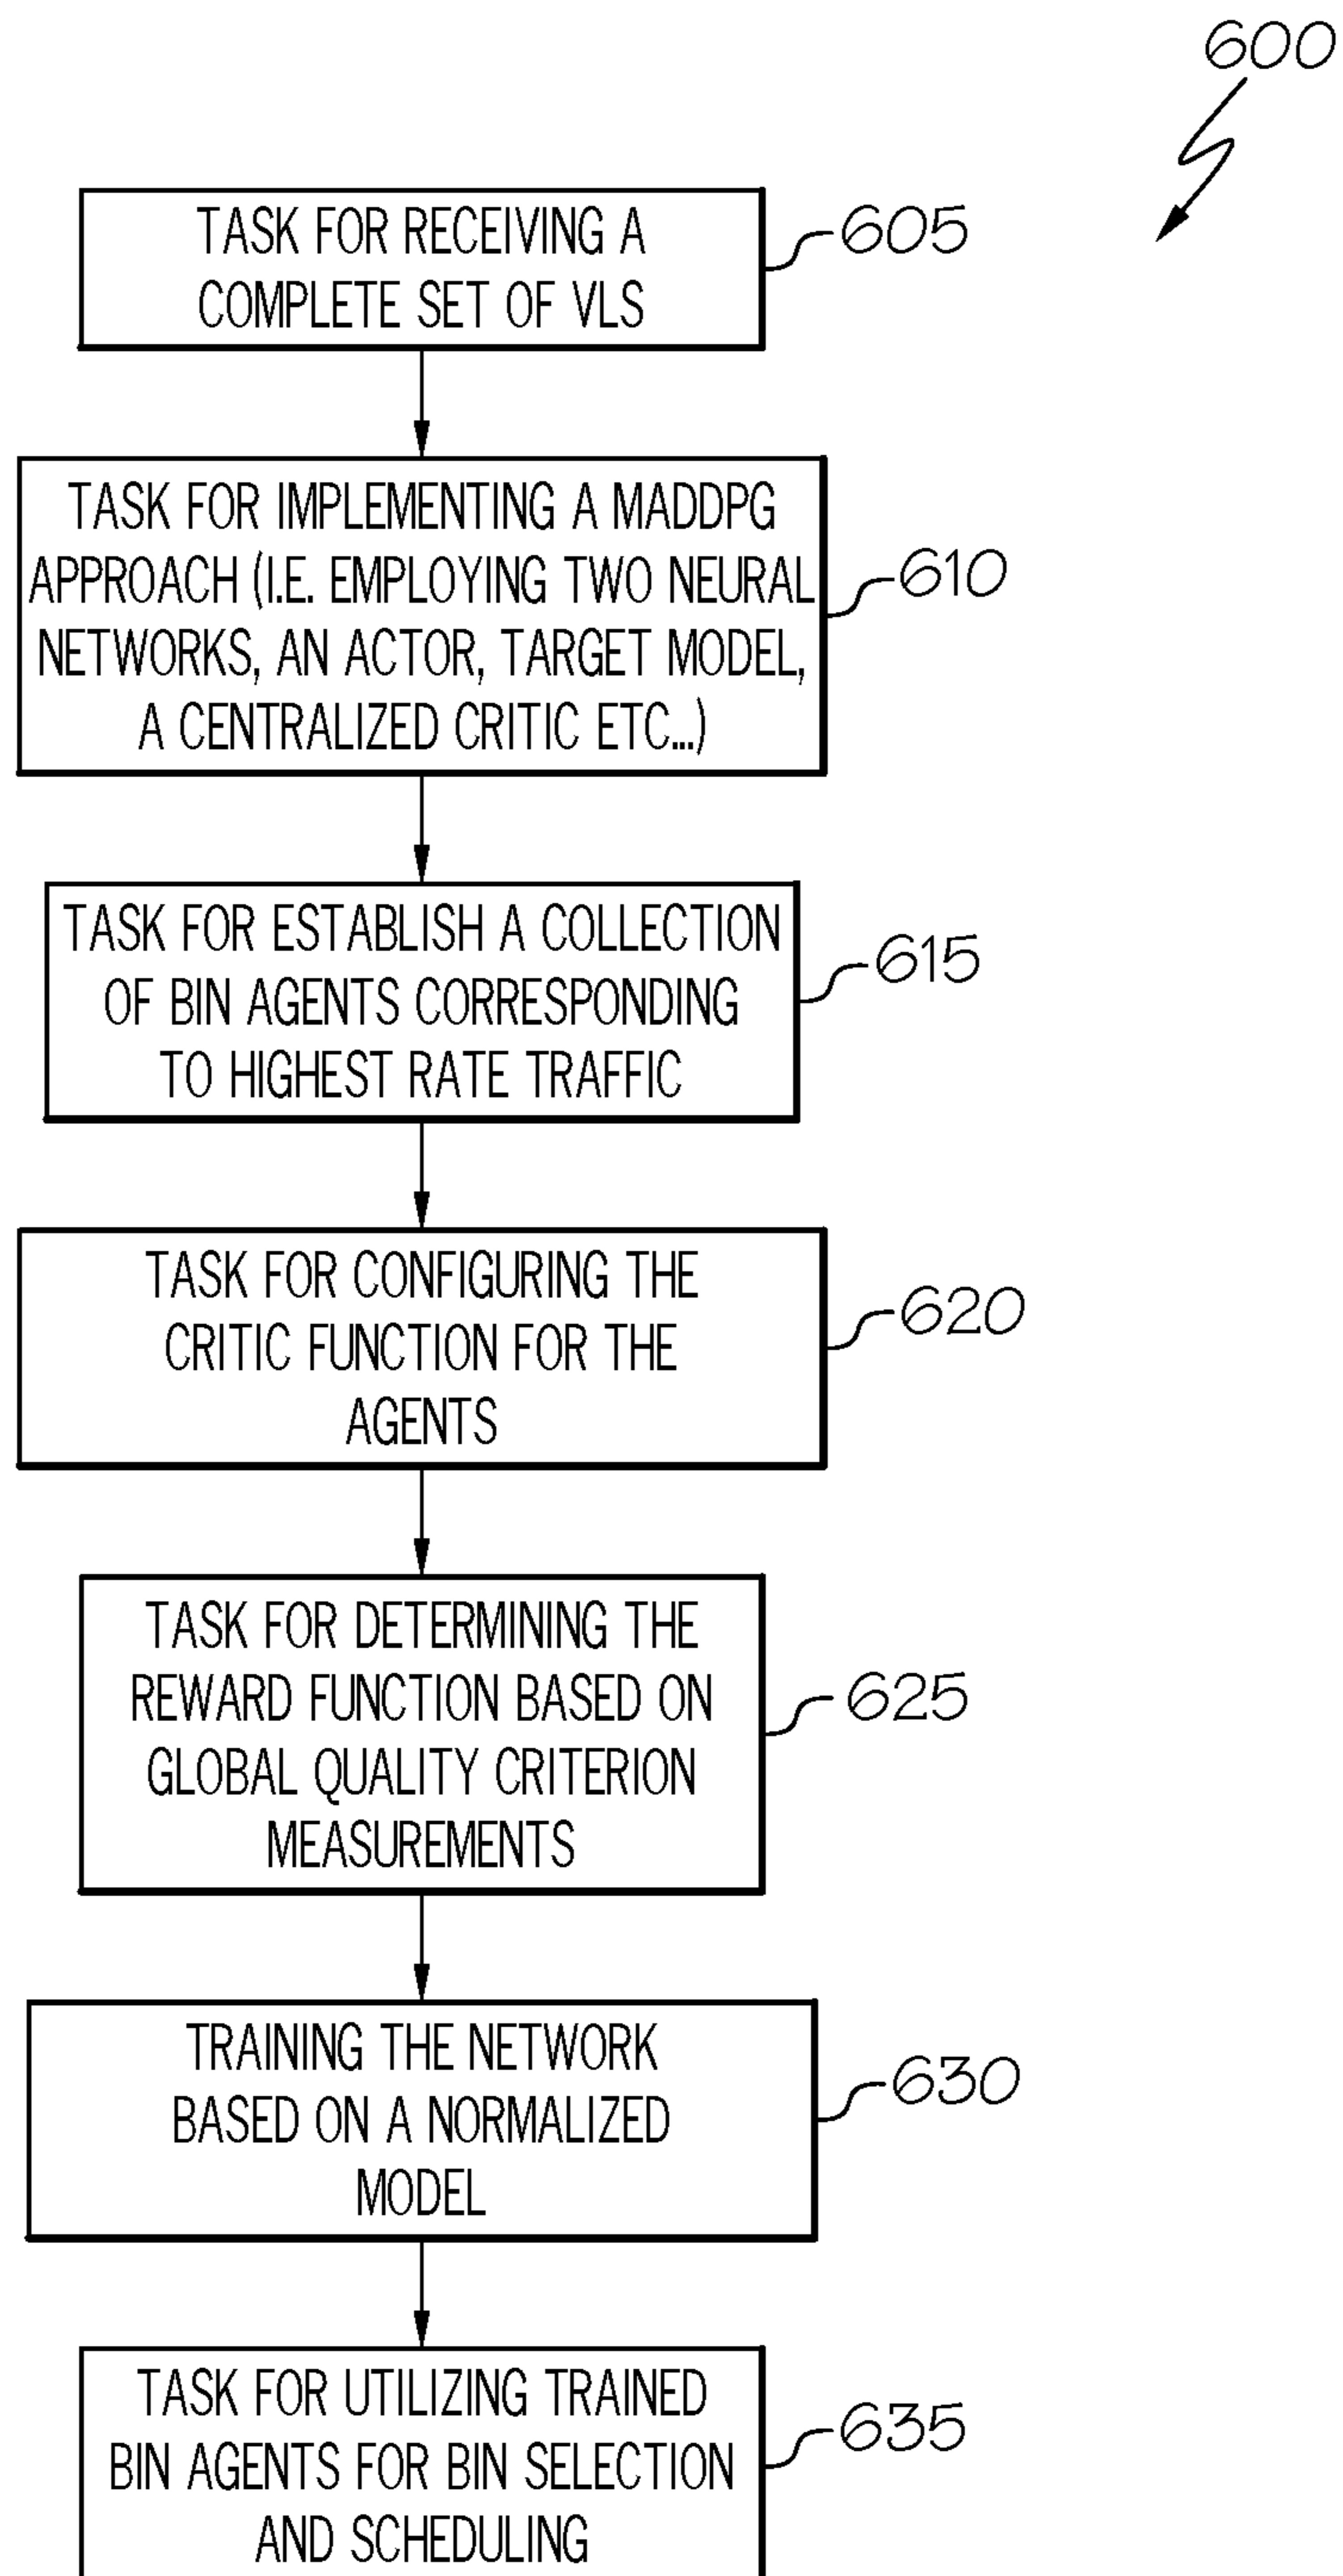 600
TASK FOR RECEIVING A
COMPLETE SET OF VLS
605
TASK FOR IMPLEMENTING A MADDPG
APPROACH (I.E. EMPLOYING TWO NEURAL
NETWORKS, AN ACTOR, TARGET MODEL,
A CENTRALIZED CRITIC ETC...)
610
TASK FOR ESTABLISH A COLLECTION
OF BIN AGENTS CORRESPONDING
TO HIGHEST RATE TRAFFIC
615
TASK FOR CONFIGURING THE
CRITIC FUNCTION FOR THE
AGENTS
620
TASK FOR DETERMINING THE
REWARD FUNCTION BASED ON
GLOBAL QUALITY CRITERION
MEASUREMENTS
625
TRAINING THE NETWORK
BASED ON A NORMALIZED
MODEL
630
TASK FOR UTILIZING TRAINED
BIN AGENTS FOR BIN SELECTION
AND SCHEDULING
635